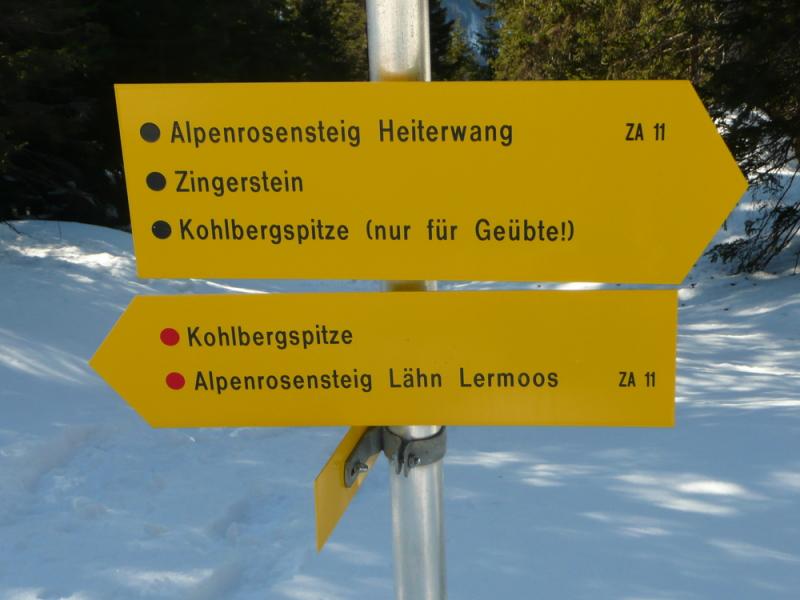 Alpenrosensteig Heiterwang ZA 11
Zingerstein
Kohlbergspitze (nur für Geübte!)
Kohlbergspitze
Alpenrosensteig Lähn Lermoos ZA 11